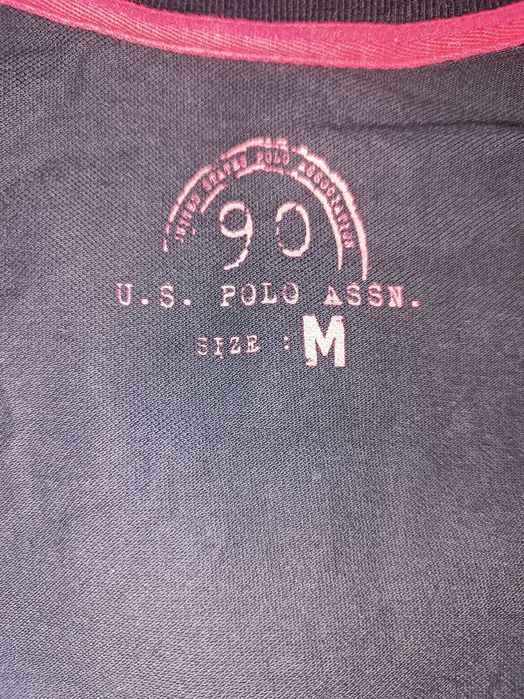 UNITED STATES POLO ASSOCIATION
90
U.S. POLO ASSN.
SIZE : M